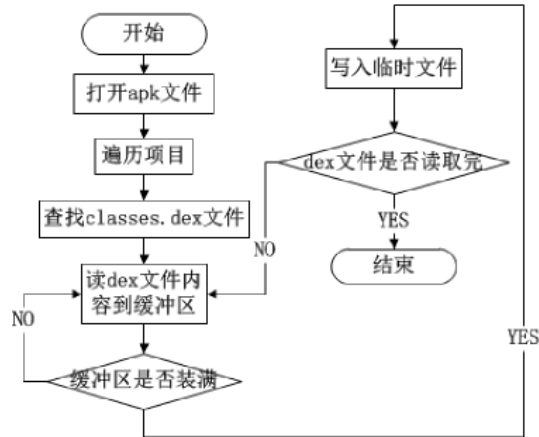 开始
打开apk文件
遍历项目
查找classes.dex文件
读dex文件内
容到缓冲区
NO
缓冲区是否装满
YES
写入临时文件
dex文件是否读取完
NO
YES
结束